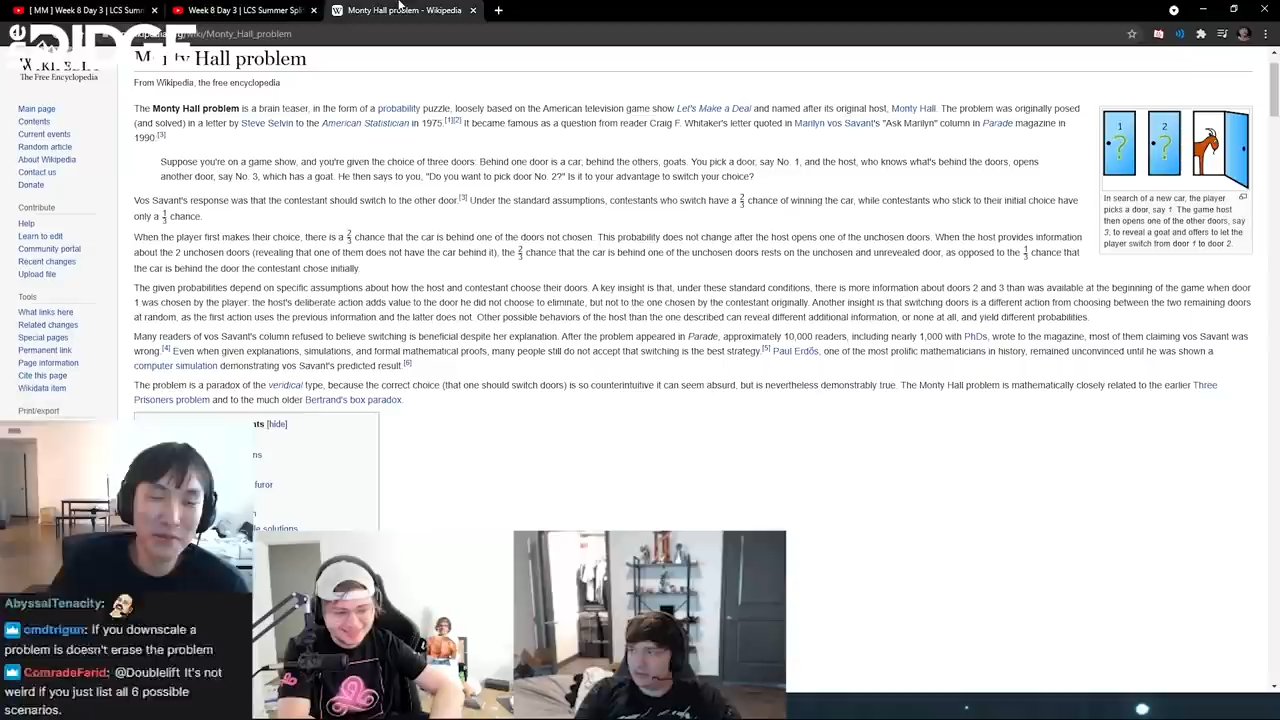 [ MM ] Week 8 Day 3 | LCS Summ
Week 8 Day 3 | LCS Summer Spli
Monty Hall problem - Wikipedia
/wiki/Monty_Hall_problem
The Free Encyclopedia
Main page
Contents
Current events
Random article
About Wikipedia
Contact us
Donate
Contribute
Help
Learn to edit
Community portal
Recent changes
Upload file
Tools
What links here
Related changes
Special pages
Permanent link
Page information
Cite this page
Wikidata item
Print/export
Monty Hall problem
From Wikipedia, the free encyclopedia
The Monty Hall problem is a brain teaser, in the form of a probability puzzle, loosely based on the American television game show Let's Make a Deal and named after its original host, Monty Hall. The problem was originally posed
(and solved) in a letter by Steve Selvin to the American Statistician in 1975.[1][2] It became famous as a question from reader Craig F. Whitaker's letter quoted in Marilyn vos Savant's "Ask Marilyn" column in Parade magazine in
1990.[3]
Suppose you're on a game show, and you're given the choice of three doors: Behind one door is a car; behind the others, goats. You pick a door, say No. 1, and the host, who knows what's behind the doors, opens
another door, say No. 3, which has a goat. He then says to you, "Do you want to pick door No. 2?" Is it to your advantage to switch your choice?
Vos Savant's response was that the contestant should switch to the other door.[3] Under the standard assumptions, contestants who switch have a 2/3 chance of winning the car, while contestants who stick to their initial choice have
only a 1/3 chance.
When the player first makes their choice, there is a 2/3 chance that the car is behind one of the doors not chosen. This probability does not change after the host opens one of the unchosen doors. When the host provides information
about the 2 unchosen doors (revealing that one of them does not have the car behind it), the 2/3 chance that the car is behind one of the unchosen doors rests on the unchosen and unrevealed door, as opposed to the 1/3 chance that
the car is behind the door the contestant chose initially.
The given probabilities depend on specific assumptions about how the host and contestant choose their doors. A key insight is that, under these standard conditions, there is more information about doors 2 and 3 than was available at the beginning of the game when door
1 was chosen by the player: the host's deliberate action adds value to the door he did not choose to eliminate, but not to the one chosen by the contestant originally. Another insight is that switching doors is a different action from choosing between the two remaining doors
at random, as the first action uses the previous information and the latter does not. Other possible behaviors of the host than the one described can reveal different additional information, or none at all, and yield different probabilities.
Many readers of vos Savant's column refused to believe switching is beneficial despite her explanation. After the problem appeared in Parade, approximately 10,000 readers, including nearly 1,000 with PhDs, wrote to the magazine, most of them claiming vos Savant was
wrong.[4] Even when given explanations, simulations, and formal mathematical proofs, many people still do not accept that switching is the best strategy.[5] Paul Erdős, one of the most prolific mathematicians in history, remained unconvinced until he was shown a
computer simulation demonstrating vos Savant's predicted result.[6]
The problem is a paradox of the veridical type, because the correct choice (that one should switch doors) is so counterintuitive it can seem absurd, but is nevertheless demonstrably true. The Monty Hall problem is mathematically closely related to the earlier Three
Prisoners problem and to the much older Bertrand's box paradox.
nts [hide]
ns
furor
le solutions
1 2
? ?
In search of a new car, the player
picks a door, say 1. The game host
then opens one of the other doors, say
3, to reveal a goat and offers to let the
player switch from door 1 to door 2.
AbyssalTenacity:
cmdtrigun: If you downscale a
problem is doesn't erase the problem
ComradeFarid: @Doublelift It's not
weird if you just list all 6 possible
scenarios.